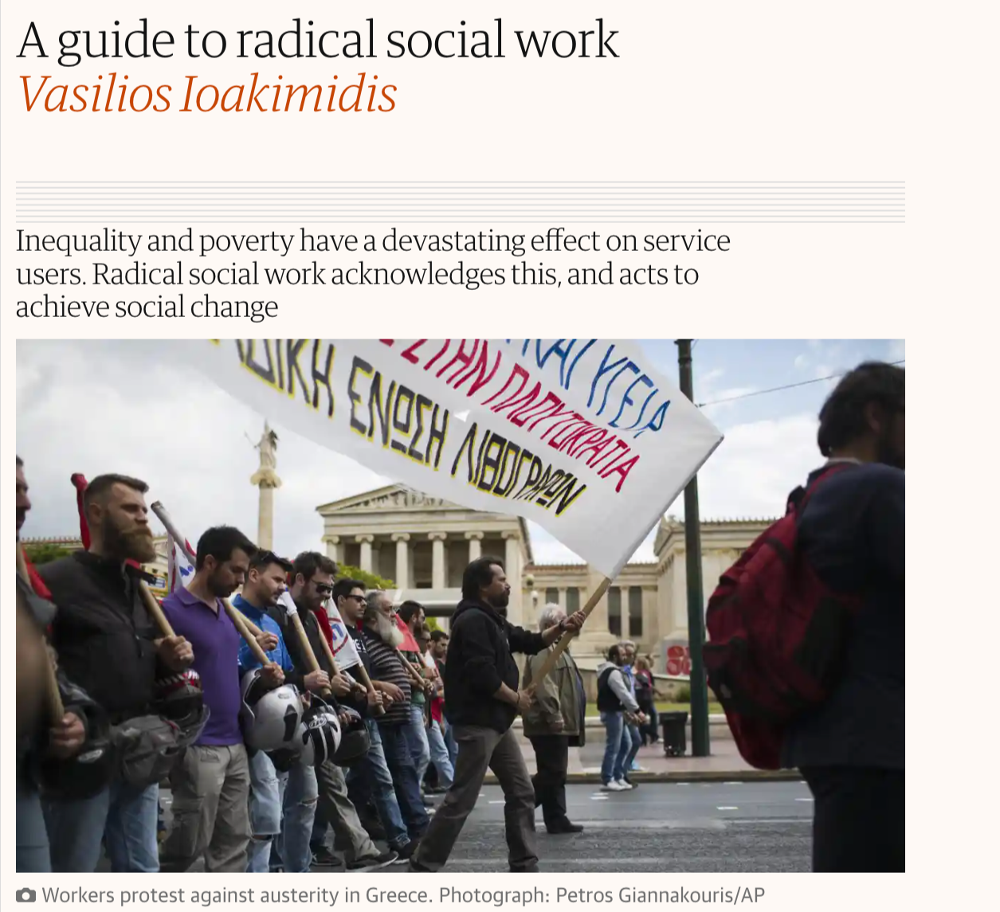 A guide to radical social work
Vasilios Ioakimidis
Inequality and poverty have a devastating effect on service
users. Radical social work acknowledges this, and acts to
achieve social change
ΚΑΙ ΥΓΕΙΑ
ΣΤΗΝ ΠΛΟΥΤΟΚΡΑΤΙΑ
ΕΝΩΣΗ ΛΙΘΟΓΡΑΦΩΝ
Workers protest against austerity in Greece. Photograph: Petros Giannakouris/AP